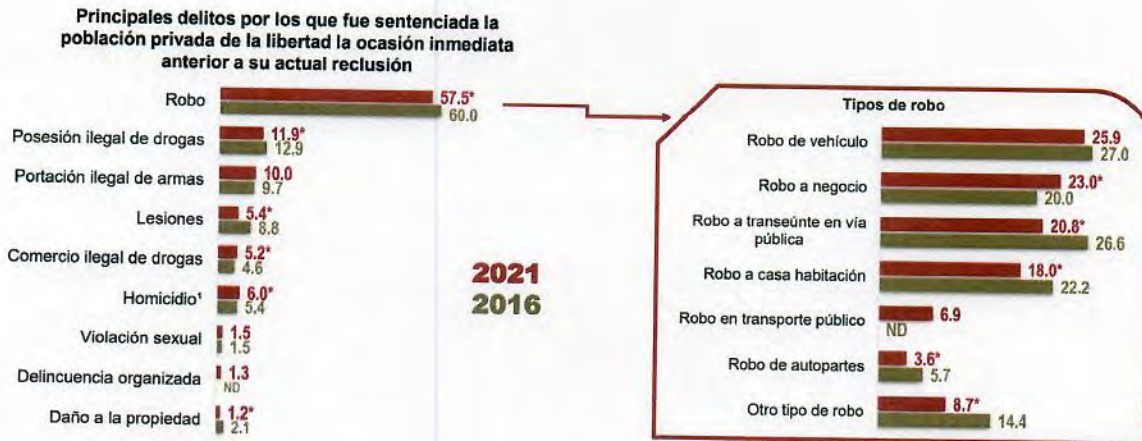 Principales delitos por los que fue sentenciada la
población privada de la libertad la ocasión inmediata
anterior a su actual reclusión
Robo
57.5*
60.0
Posesión ilegal de drogas
11.9*
12.9
Portación ilegal de armas
10.0
9.7
Lesiones
5.4*
8.8
Comercio ilegal de drogas
5.2*
4.6
Homicidio¹
6.0*
5.4
Violación sexual
1.5
1.5
Delincuencia organizada
1.3
ND
Daño a la propiedad
1.2*
2.1
2021
2016
Tipos de robo
Robo de vehículo
25.9
27.0
Robo a negocio
23.0*
20.0
Robo a transeúnte en vía
pública
20.8*
26.6
Robo a casa habitación
18.0*
22.2
Robo en transporte público
6.9
ND
Robo de autopartes
3.6*
5.7
Otro tipo de robo
8.7*
14.4